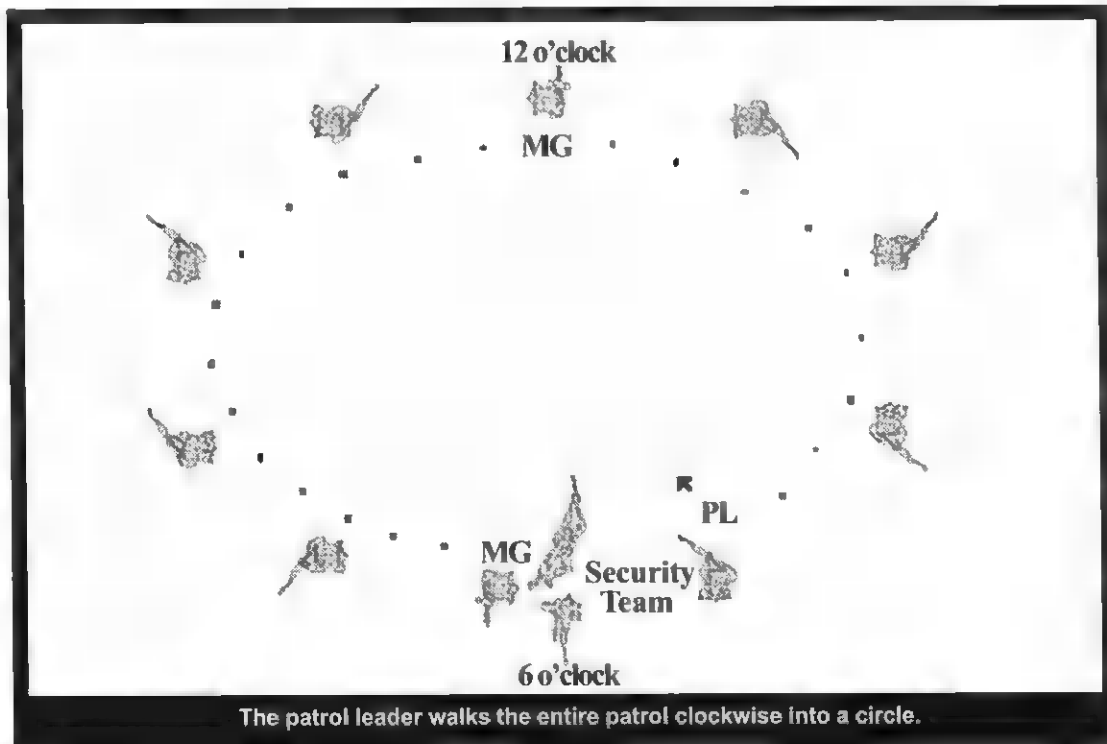 12 o'clock
MG
PL
MG
Security
Team
6 o'clock
The patrol leader walks the entire patrol clockwise into a circle.